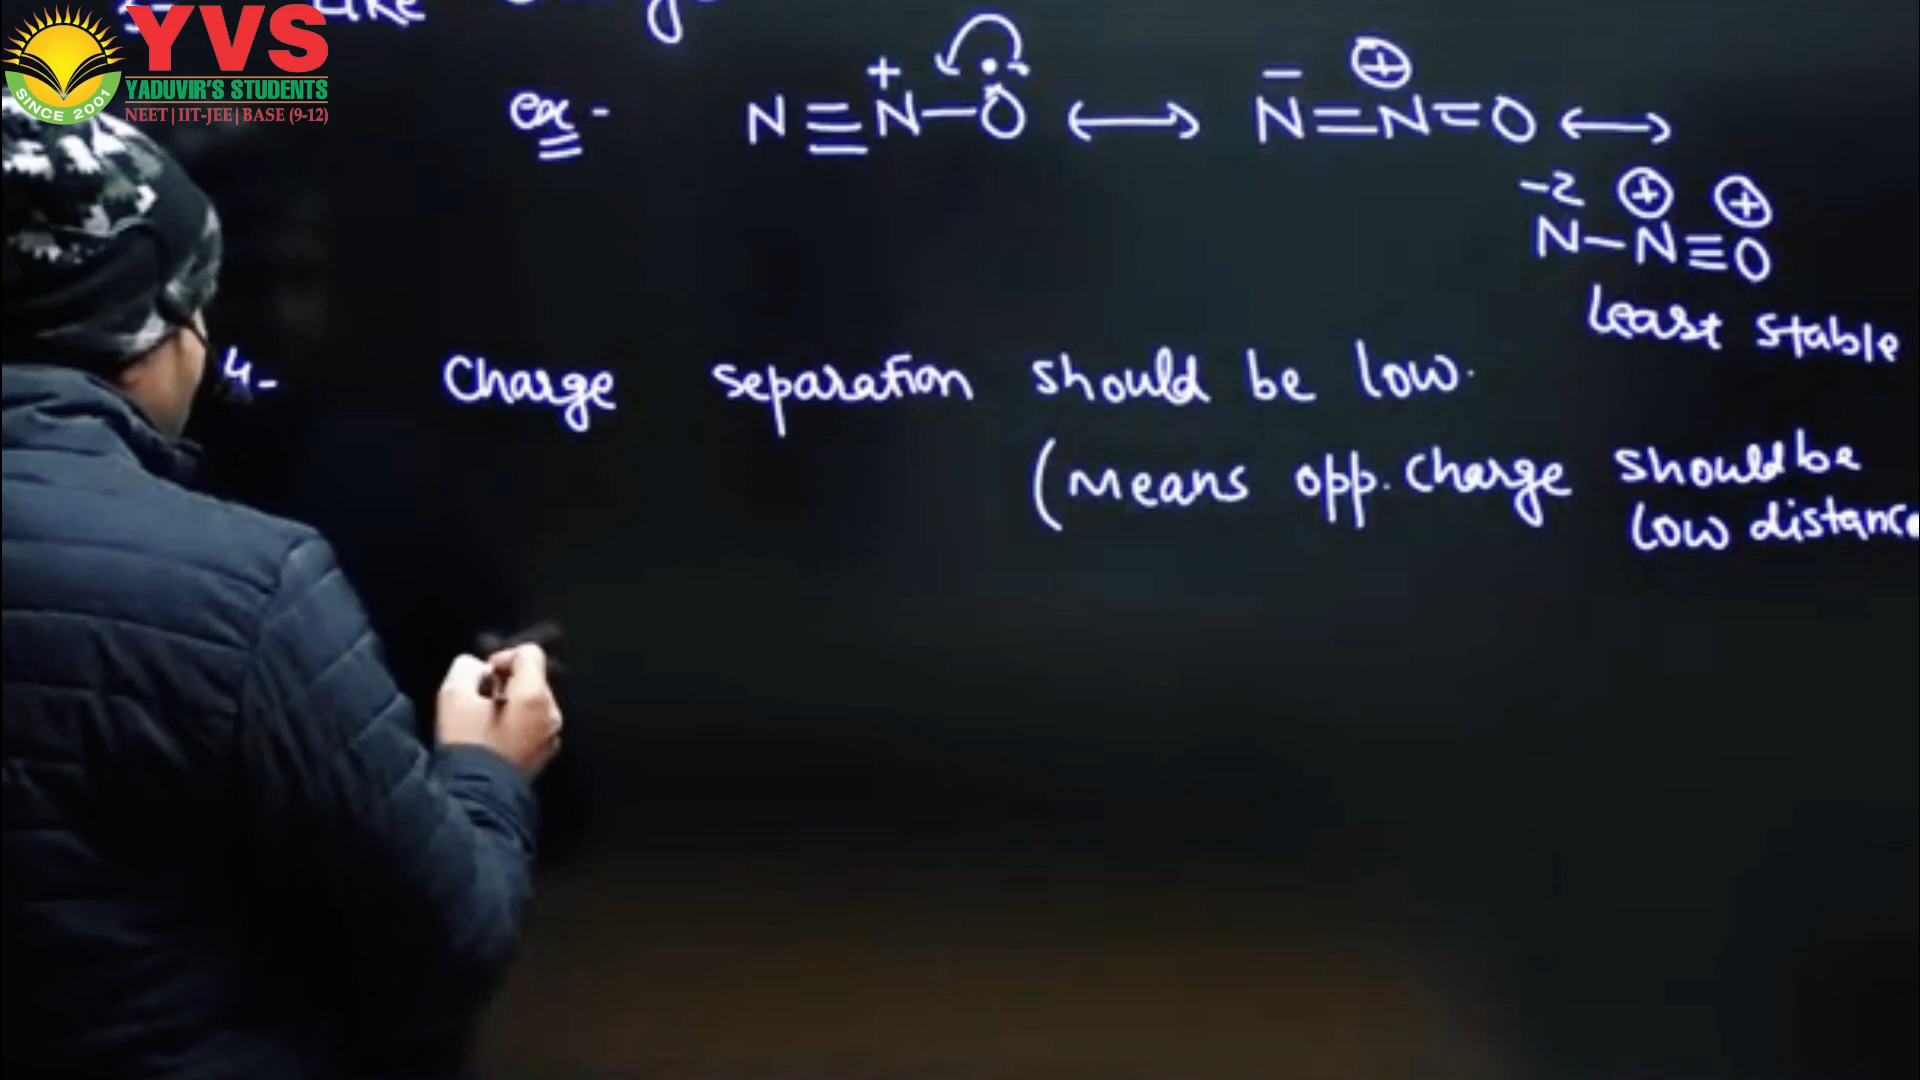 YVS
YADUVIR'S STUDENTS
NEET | IIT-JEE | BASE (9-12)
SINCE 2001
ex -
N ≡ N⁺ – O⁻ ↔ N⁻ = N⊕ = O ↔
N⁻² – N⊕ ≡ O⊕
least stable
4- Charge separation should be low.
(Means opp. Charge should be
low distance